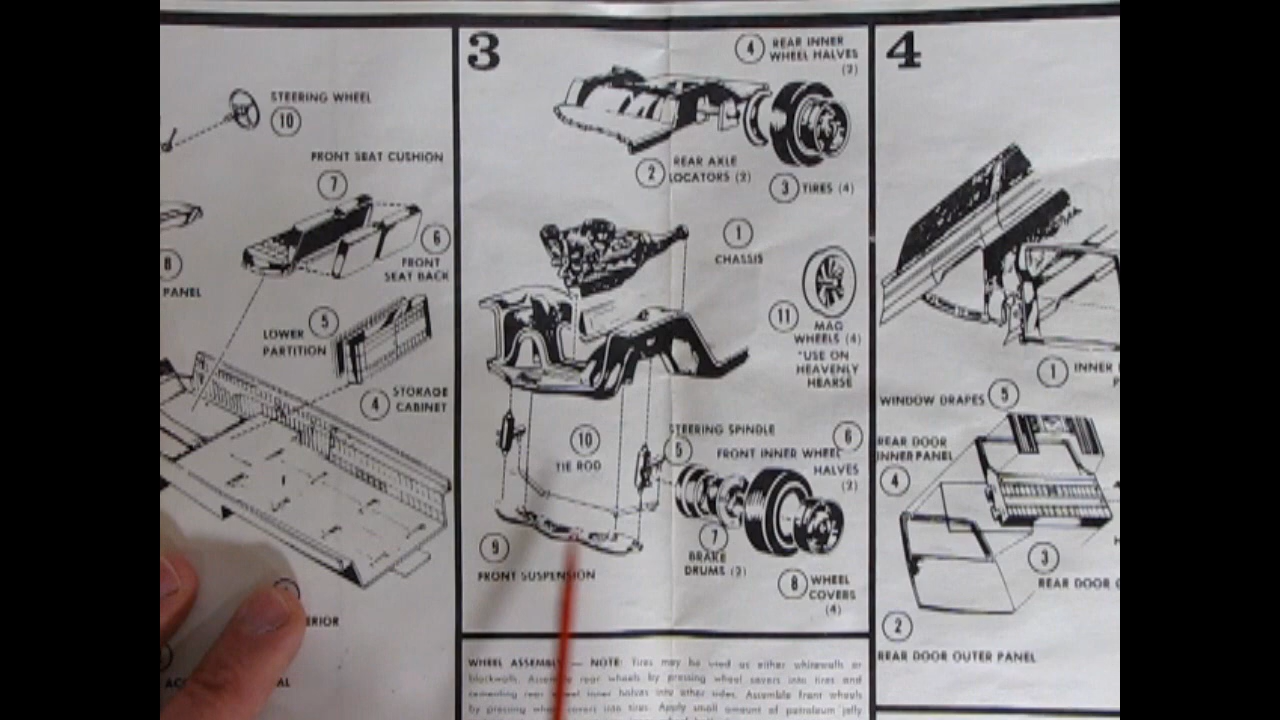 STEERING WHEEL
10
FRONT SEAT CUSHION
7
6
FRONT
SEAT BACK
8
PANEL
5
LOWER
PARTITION
4
STORAGE
CABINET
ERIOR
AL
3
4
REAR INNER
WHEEL HALVES
(2)
2
REAR AXLE
LOCATORS (2)
3
TIRES (4)
1
CHASSIS
11
MAG
WHEELS (4)
"USE ON
HEAVENLY
HEARSE
10
TIE ROD
STEERING SPINDLE
5
6
FRONT INNER WHEEL
HALVES
(2)
7
BRAKE
DRUMS (2)
9
FRONT SUSPENSION
8
WHEEL
COVERS
(4)
WHEEL ASSEMBLY — NOTE: Tires may be used as either whitewalls or
blackwalls. Assemble rear wheels by pressing wheel covers into tires and
cementing rear wheel inner halves into other sides. Assemble front wheels
by pressing wheel covers into tires. Apply small amount of petroleum jelly
4
1
INNER
WINDOW DRAPES
5
REAR DOOR
INNER PANEL
4
3
REAR DOOR
2
REAR DOOR OUTER PANEL